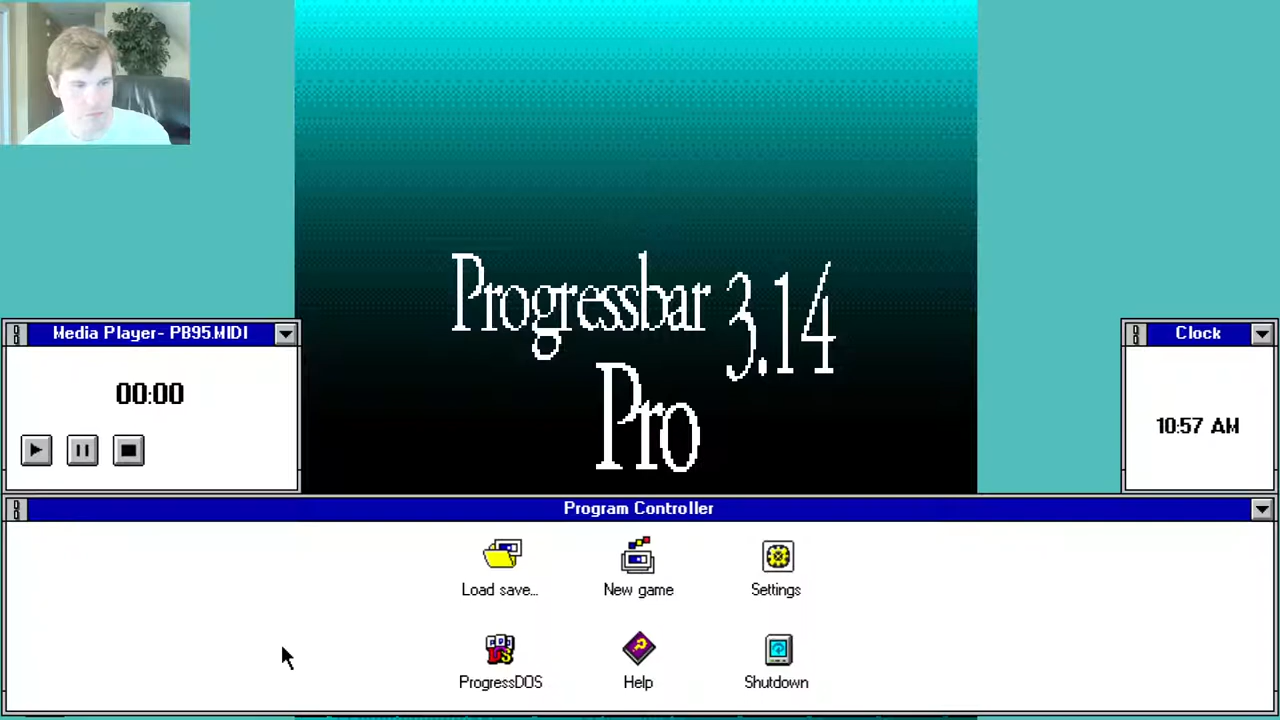 Progressbar 3.14
Pro
Media Player- PB95.MIDI
00:00
Clock
10:57 AM
Program Controller
Load save...
New game
Settings
ProgressDOS
Help
Shutdown